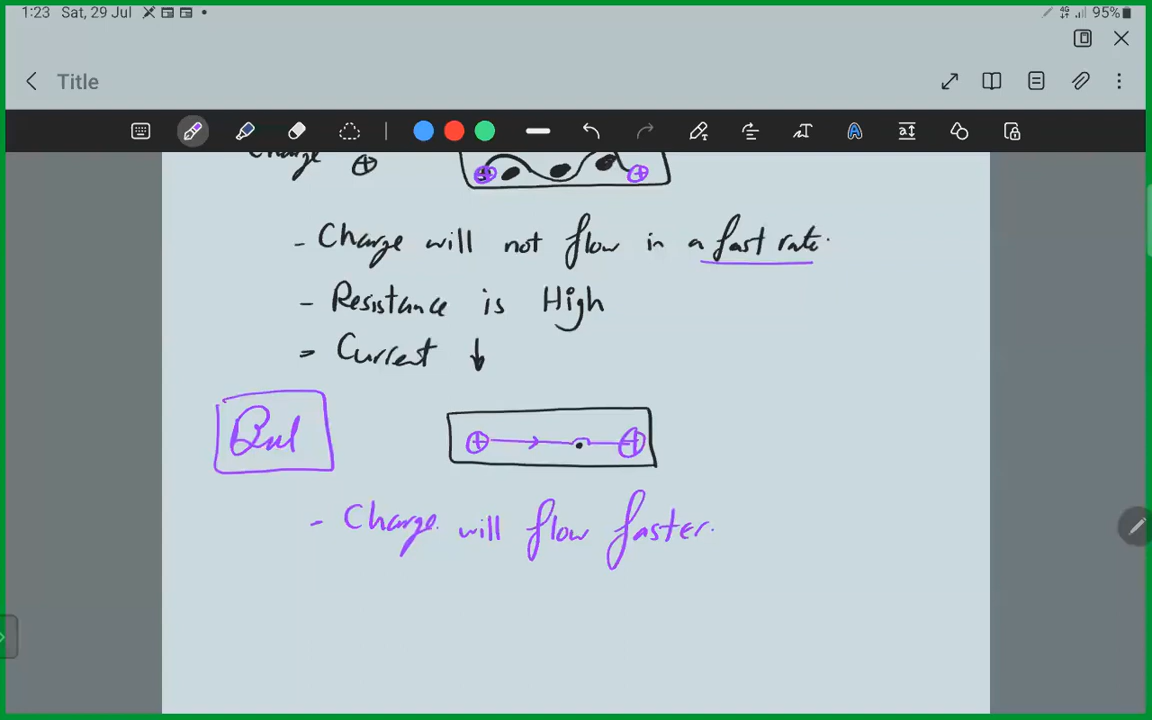 1:23 Sat, 29 Jul
95%
Title
Charge ⊕
- Charge will not flow in a fast rate.
- Resistance is High
= Current ↓
- Charge will flow faster.